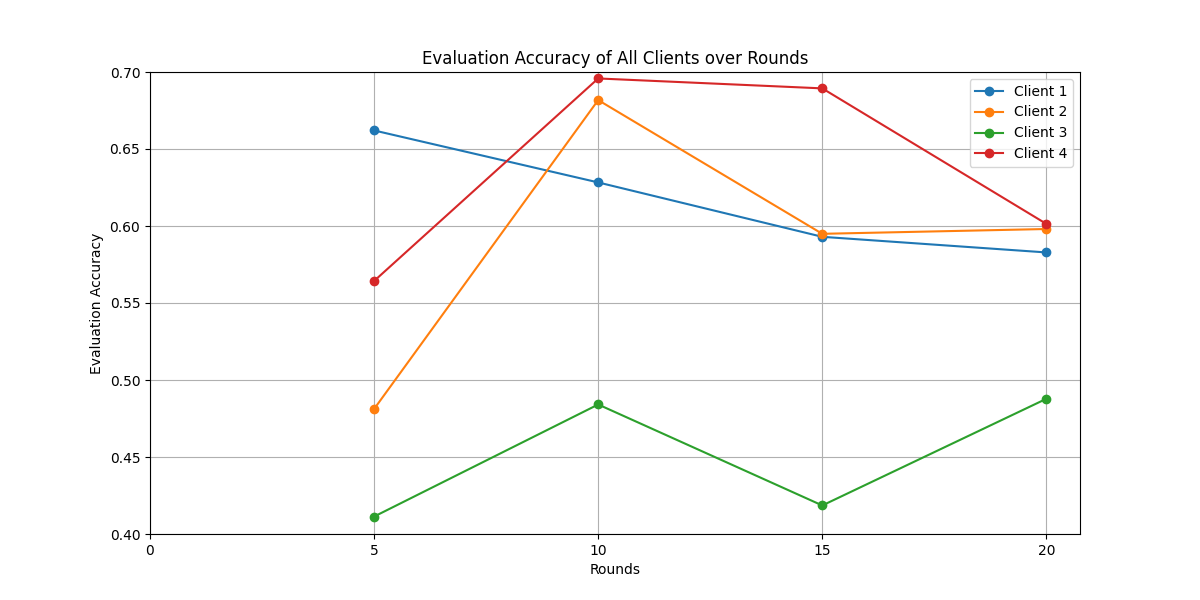 Evaluation Accuracy of All Clients over Rounds
0.70
0.65
0.60
0.55
0.50
0.45
0.40
Evaluation Accuracy
Client 1
Client 2
Client 3
Client 4
0 5 10 15 20
Rounds